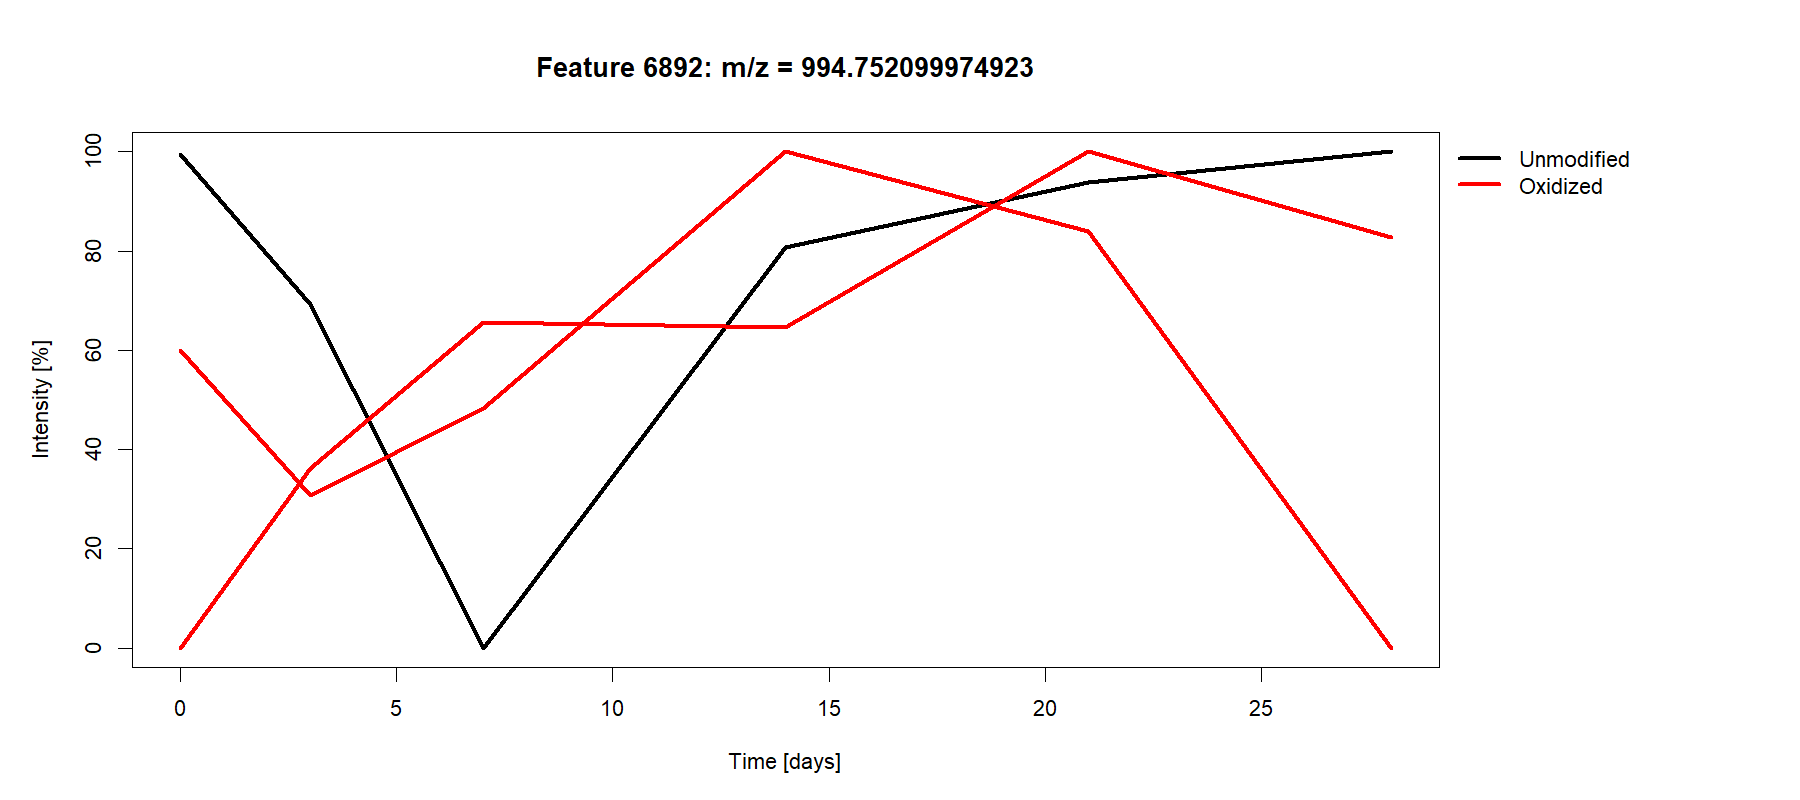 Feature 6892: m/z = 994.752099974923
Unmodified
Oxidized
Intensity [%]
100
80
60
40
20
0
0 5 10 15 20 25
Time [days]